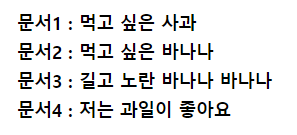 문서1 : 먹고 싶은 사과
문서2 : 먹고 싶은 바나나
문서3 : 길고 노란 바나나 바나나
문서4 : 저는 과일이 좋아요